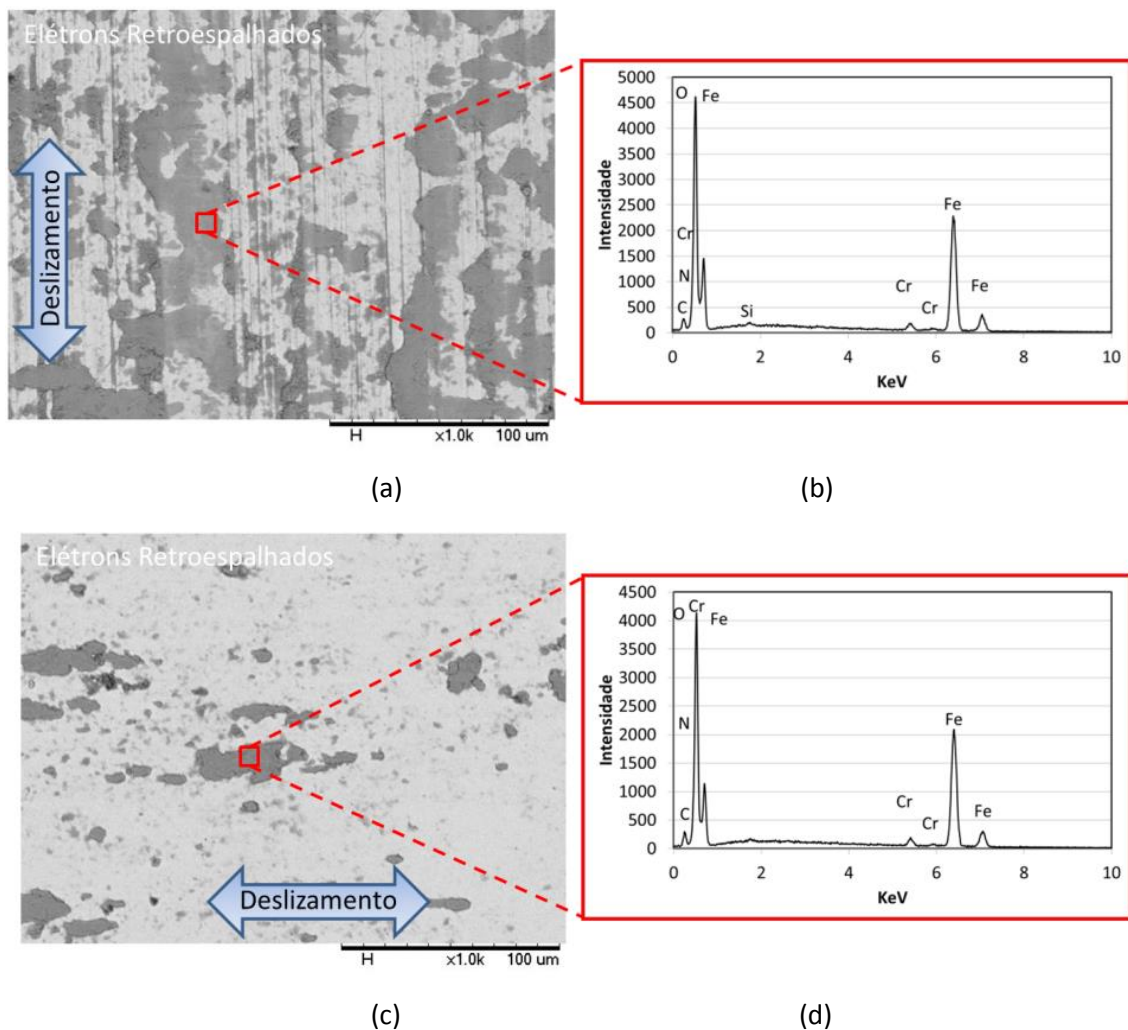 Elétrons Retroespalhados
Deslizamento
H x1.0k 100 um
5000
4500
4000
3500
3000
2500
2000
1500
1000
500
0
Intensidade
O Fe
Cr
N
C
Si
Cr
Cr
Fe
Fe
0 2 4 6 8 10
KeV
(a) (b)
Elétrons Retroespalhados
Deslizamento
H x1.0k 100 um
4500
4000
3500
3000
2500
2000
1500
1000
500
0
Intensidade
O Cr Fe
N
C
Cr
Cr
Fe
Fe
0 2 4 6 8 10
KeV
(c) (d)